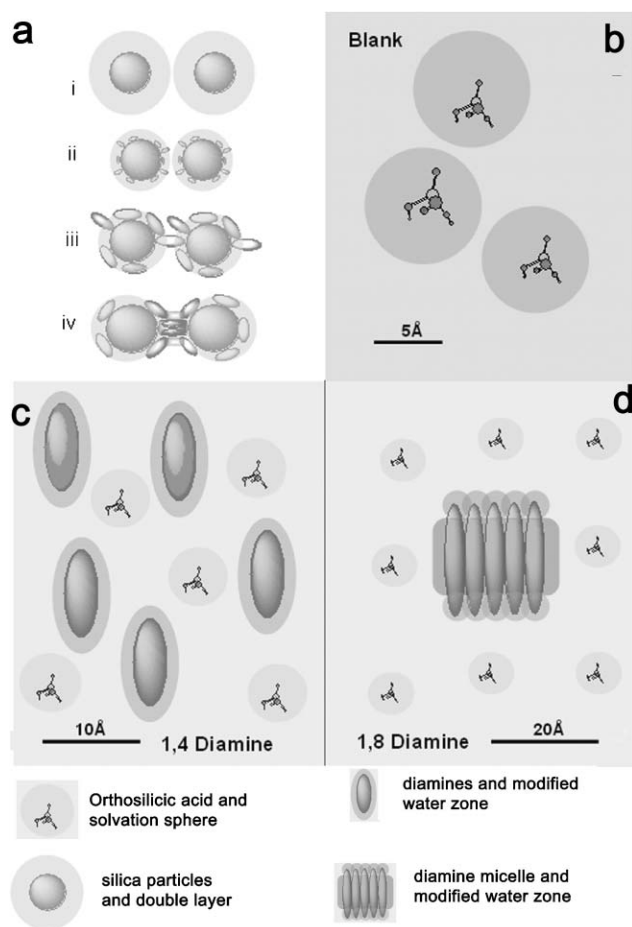 a
i
ii
iii
iv
Blank
b
5Å
c
10Å
1,4 Diamine
d
1,8 Diamine
20Å
Orthosilicic acid and
solvation sphere
diamines and modified
water zone
silica particles
and double layer
diamine micelle and
modified water zone